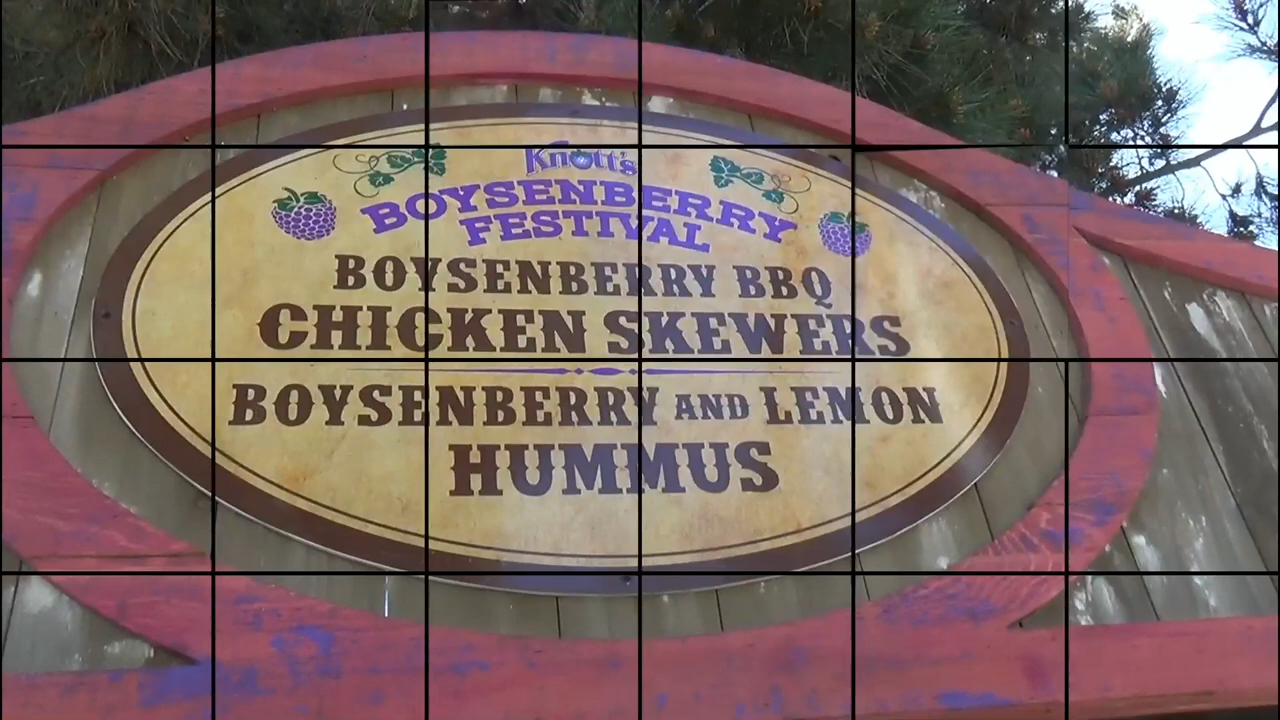 Knott's
BOYSENBERRY
FESTIVAL
BOYSENBERRY BBQ
CHICKEN SKEWERS
BOYSENBERRY AND LEMON
HUMMUS